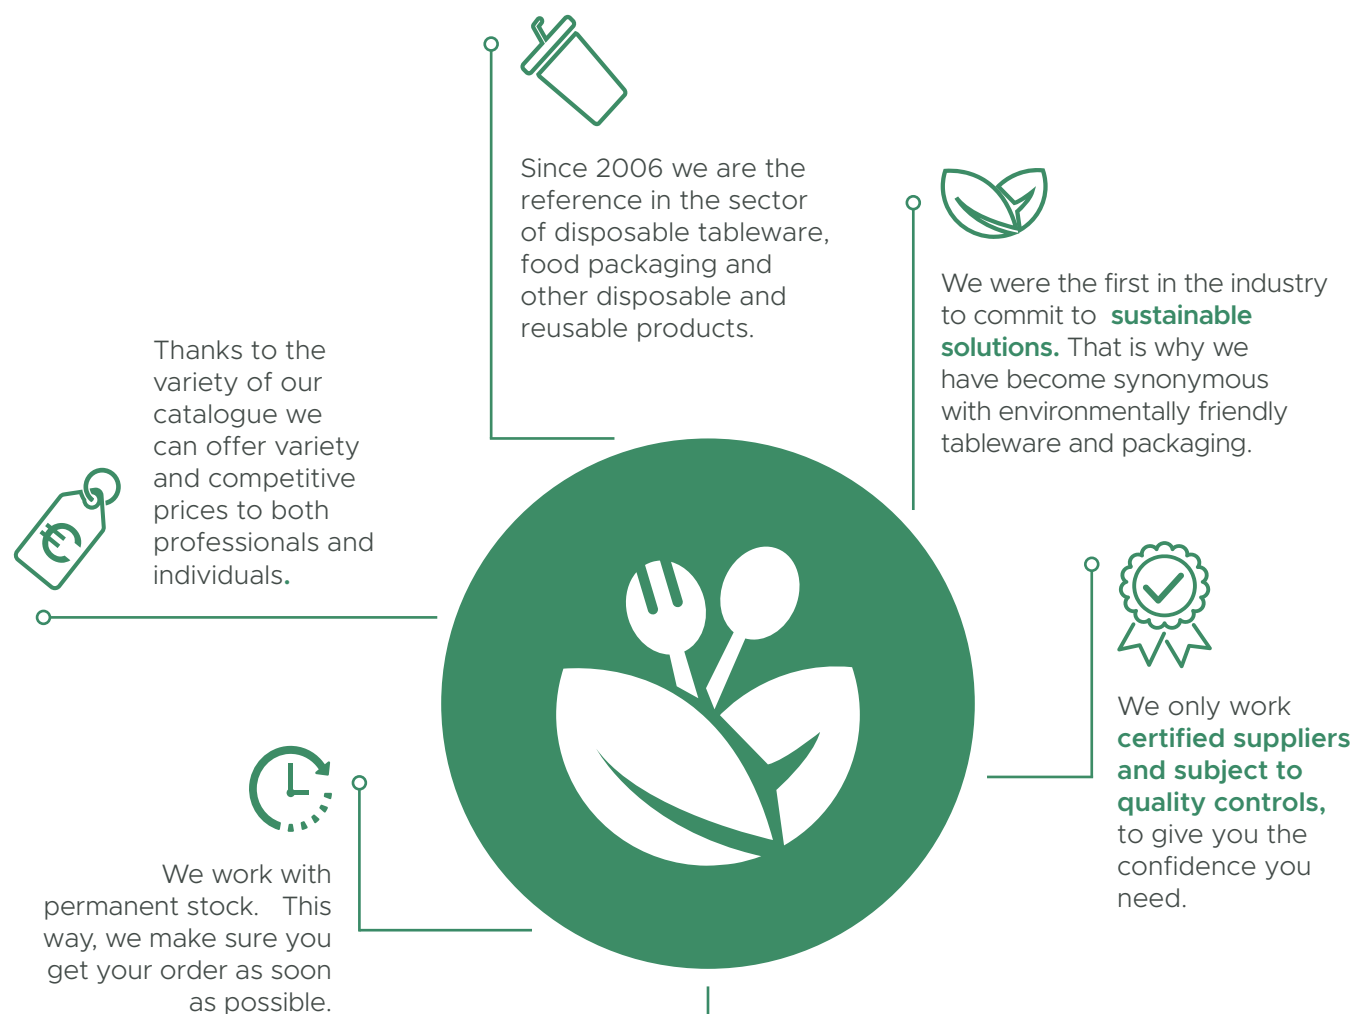 Since 2006 we are the
reference in the sector
of disposable tableware,
food packaging and
other disposable and
reusable products.
We were the first in the industry
to commit to sustainable
solutions. That is why we
have become synonymous
with environmentally friendly
tableware and packaging.
Thanks to the
variety of our
catalogue we
can offer variety
and competitive
prices to both
professionals and
individuals.
We only work
certified suppliers
and subject to
quality controls,
to give you the
confidence you
need.
We work with
permanent stock. This
way, we make sure you
get your order as soon
as possible.